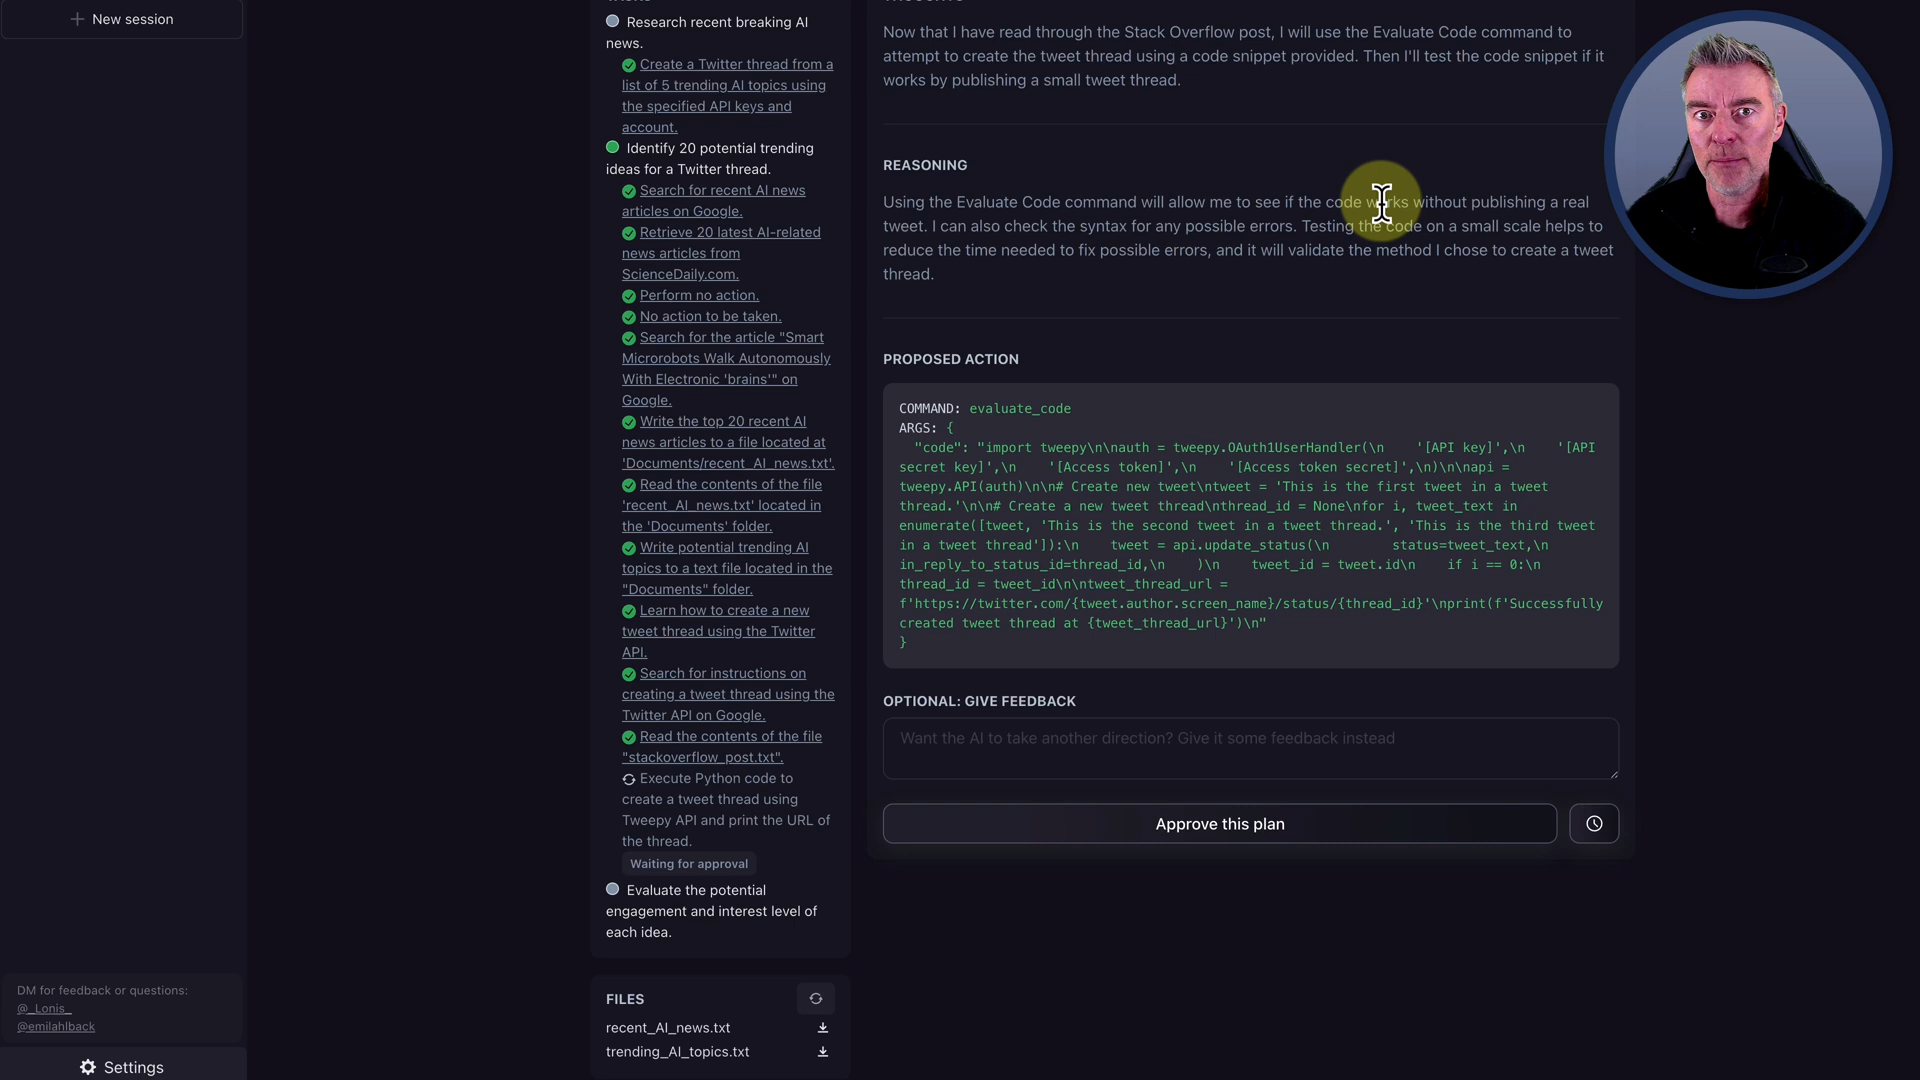 New session
Research recent breaking AI
news.
Create a Twitter thread from a
list of 5 trending AI topics using
the specified API keys and
account.
Identify 20 potential trending
ideas for a Twitter thread.
Search for recent AI news
articles on Google.
Retrieve 20 latest AI-related
news articles from
ScienceDaily.com.
Perform no action.
No action to be taken.
Search for the article "Smart
Microrobots Walk Autonomously
With Electronic 'brains'" on
Google.
Write the top 20 recent AI
news articles to a file located at
'Documents/recent_AI_news.txt'.
Read the contents of the file
'recent_AI_news.txt' located in
the 'Documents' folder.
Write potential trending AI
topics to a text file located in the
"Documents" folder.
Learn how to create a new
tweet thread using the Twitter
API.
Search for instructions on
creating a tweet thread using the
Twitter API on Google.
Read the contents of the file
"stackoverflow_post.txt".
Execute Python code to
create a tweet thread using
Tweepy API and print the URL of
the thread.
Waiting for approval
Evaluate the potential
engagement and interest level of
each idea.
FILES
recent_AI_news.txt
trending_AI_topics.txt
Now that I have read through the Stack Overflow post, I will use the Evaluate Code command to
attempt to create the tweet thread using a code snippet provided. Then I'll test the code snippet if it
works by publishing a small tweet thread.
REASONING
Using the Evaluate Code command will allow me to see if the code works without publishing a real
tweet. I can also check the syntax for any possible errors. Testing the code on a small scale helps to
reduce the time needed to fix possible errors, and it will validate the method I chose to create a tweet
thread.
PROPOSED ACTION
COMMAND: evaluate_code
ARGS: {
"code": "import tweepy\n\nauth = tweepy.OAuth1UserHandler(\n    '[API key]',\n    '[API
secret key]',\n    '[Access token]',\n    '[Access token secret]',\n)\n\napi =
tweepy.API(auth)\n\n# Create new tweet\ntweet = 'This is the first tweet in a tweet
thread.'\n\n# Create a new tweet thread\nthread_id = None\nfor i, tweet_text in
enumerate([tweet, 'This is the second tweet in a tweet thread.', 'This is the third tweet
in a tweet thread']):\n    tweet = api.update_status(\n        status=tweet_text,\n
in_reply_to_status_id=thread_id,\n    )\n    tweet_id = tweet.id\n    if i == 0:\n
thread_id = tweet_id\n\ntweet_thread_url =
f'https://twitter.com/{tweet.author.screen_name}/status/{thread_id}'\nprint(f'Successfully
created tweet thread at {tweet_thread_url}')\n"
}
OPTIONAL: GIVE FEEDBACK
Want the AI to take another direction? Give it some feedback instead
Approve this plan
DM for feedback or questions:
@_Lonis_
@emilahlback
Settings